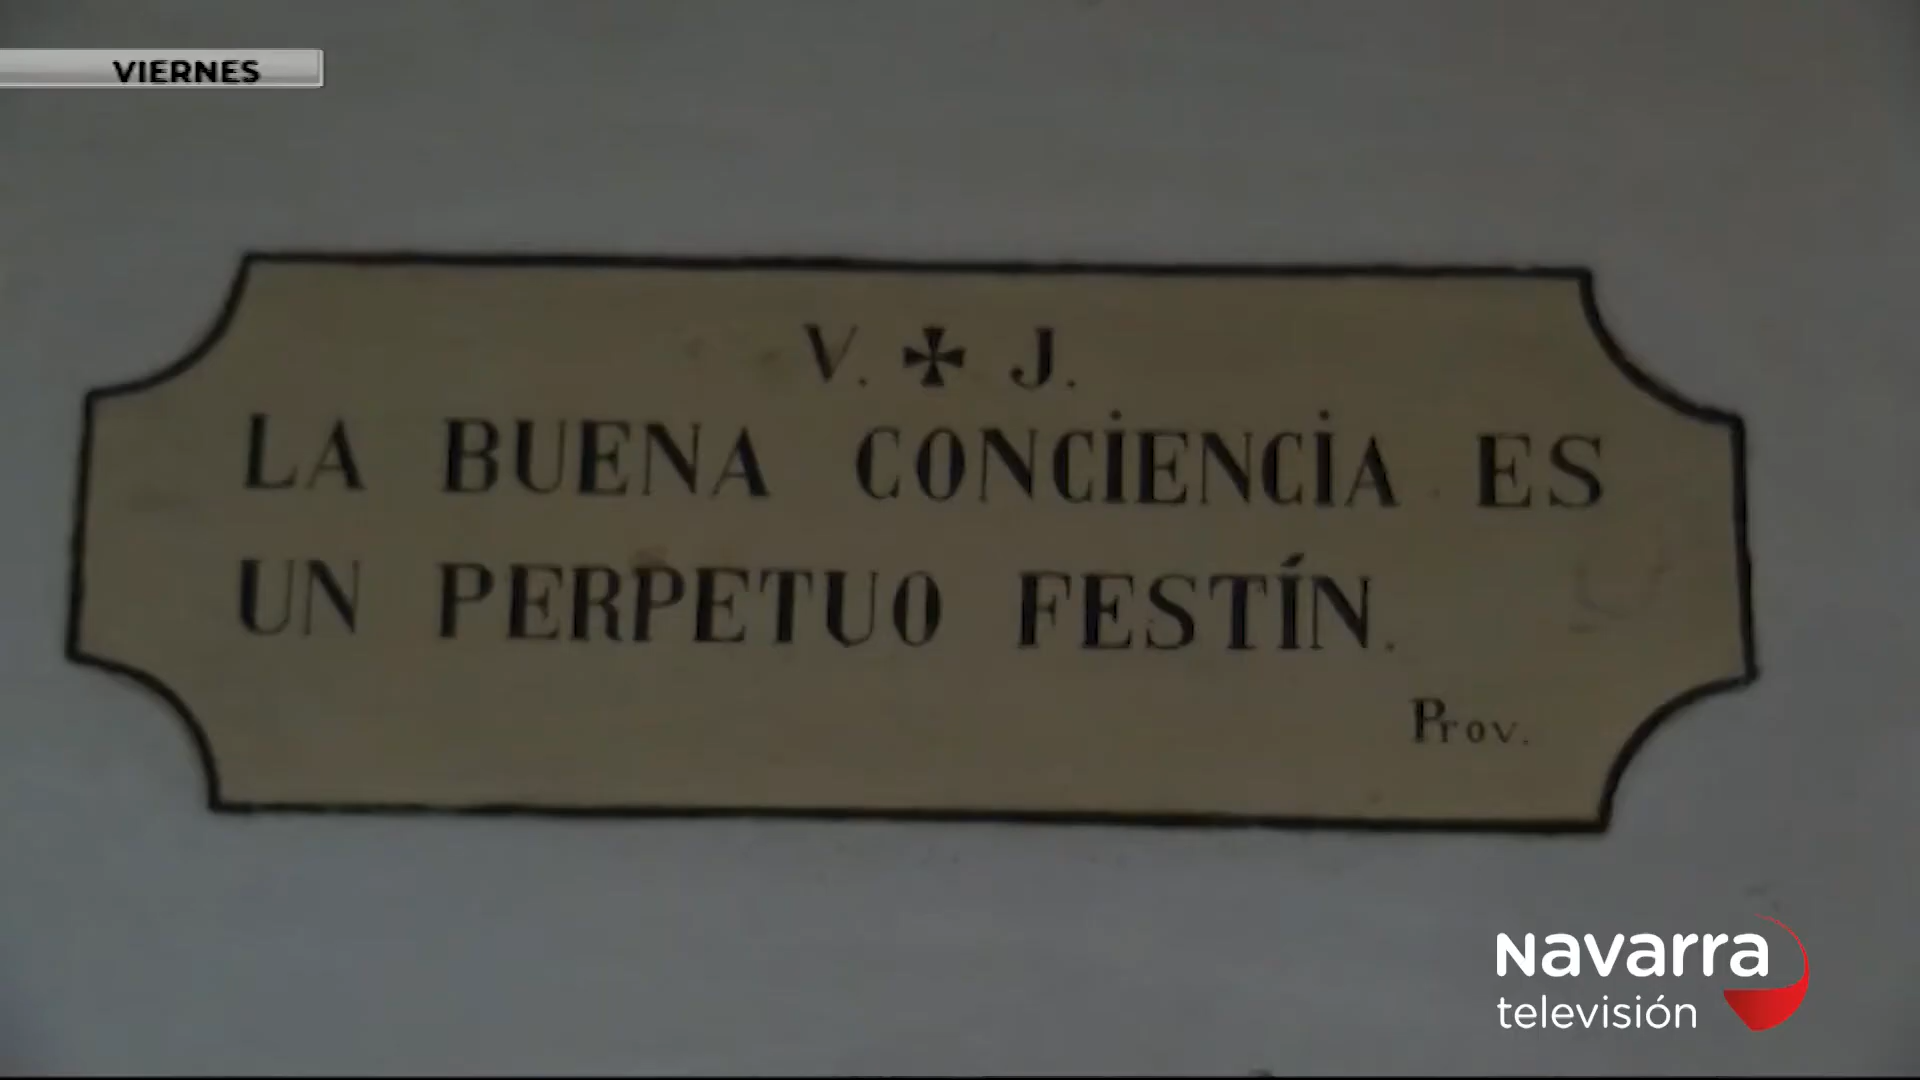 VIERNES
V. ✠ J.
LA BUENA CONCIENCIA ES
UN PERPETUO FESTÍN.
Prov.
Navarra
televisión